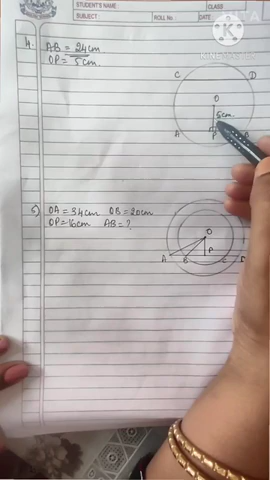 STUDENT'S NAME
CLASS
SUBJECT :
ROLL No.
DATE
4. AB = 24cm
OP = 5cm.
C D
O
5cm.
A P
5) OA = 34cm OB = 20cm
OP = 16cm AB = ?
O
P
A B C D